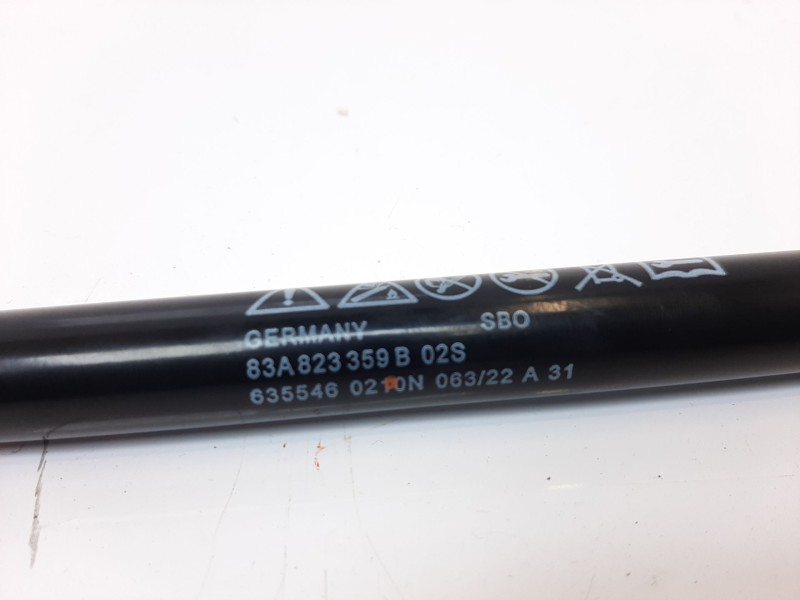 GERMANY SBO
83A 823 359 B 02S
635546 0210N 063/22 A 31